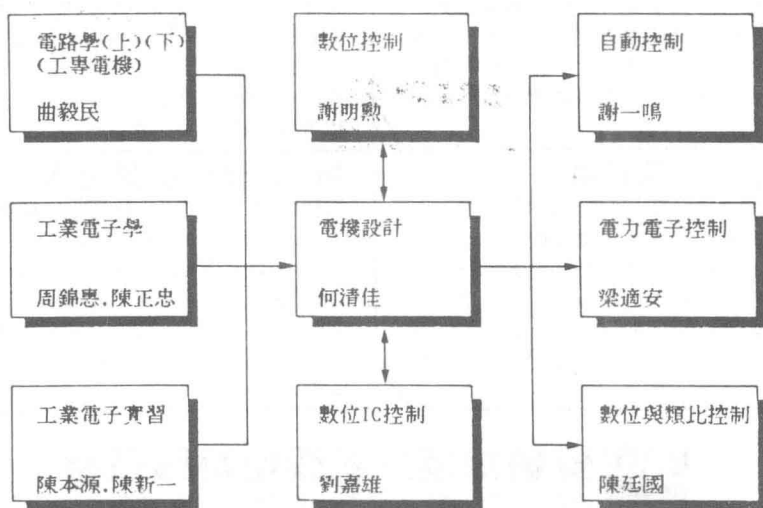 電路學(上)(下)
(工專電機)
曲毅民
數位控制
謝明勳
自動控制
謝一鳴
工業電子學
周錦惠.陳正忠
電機設計
何清佳
電力電子控制
梁適安
工業電子實習
陳本源.陳新一
數位IC控制
劉嘉雄
數位與類比控制
陳廷國